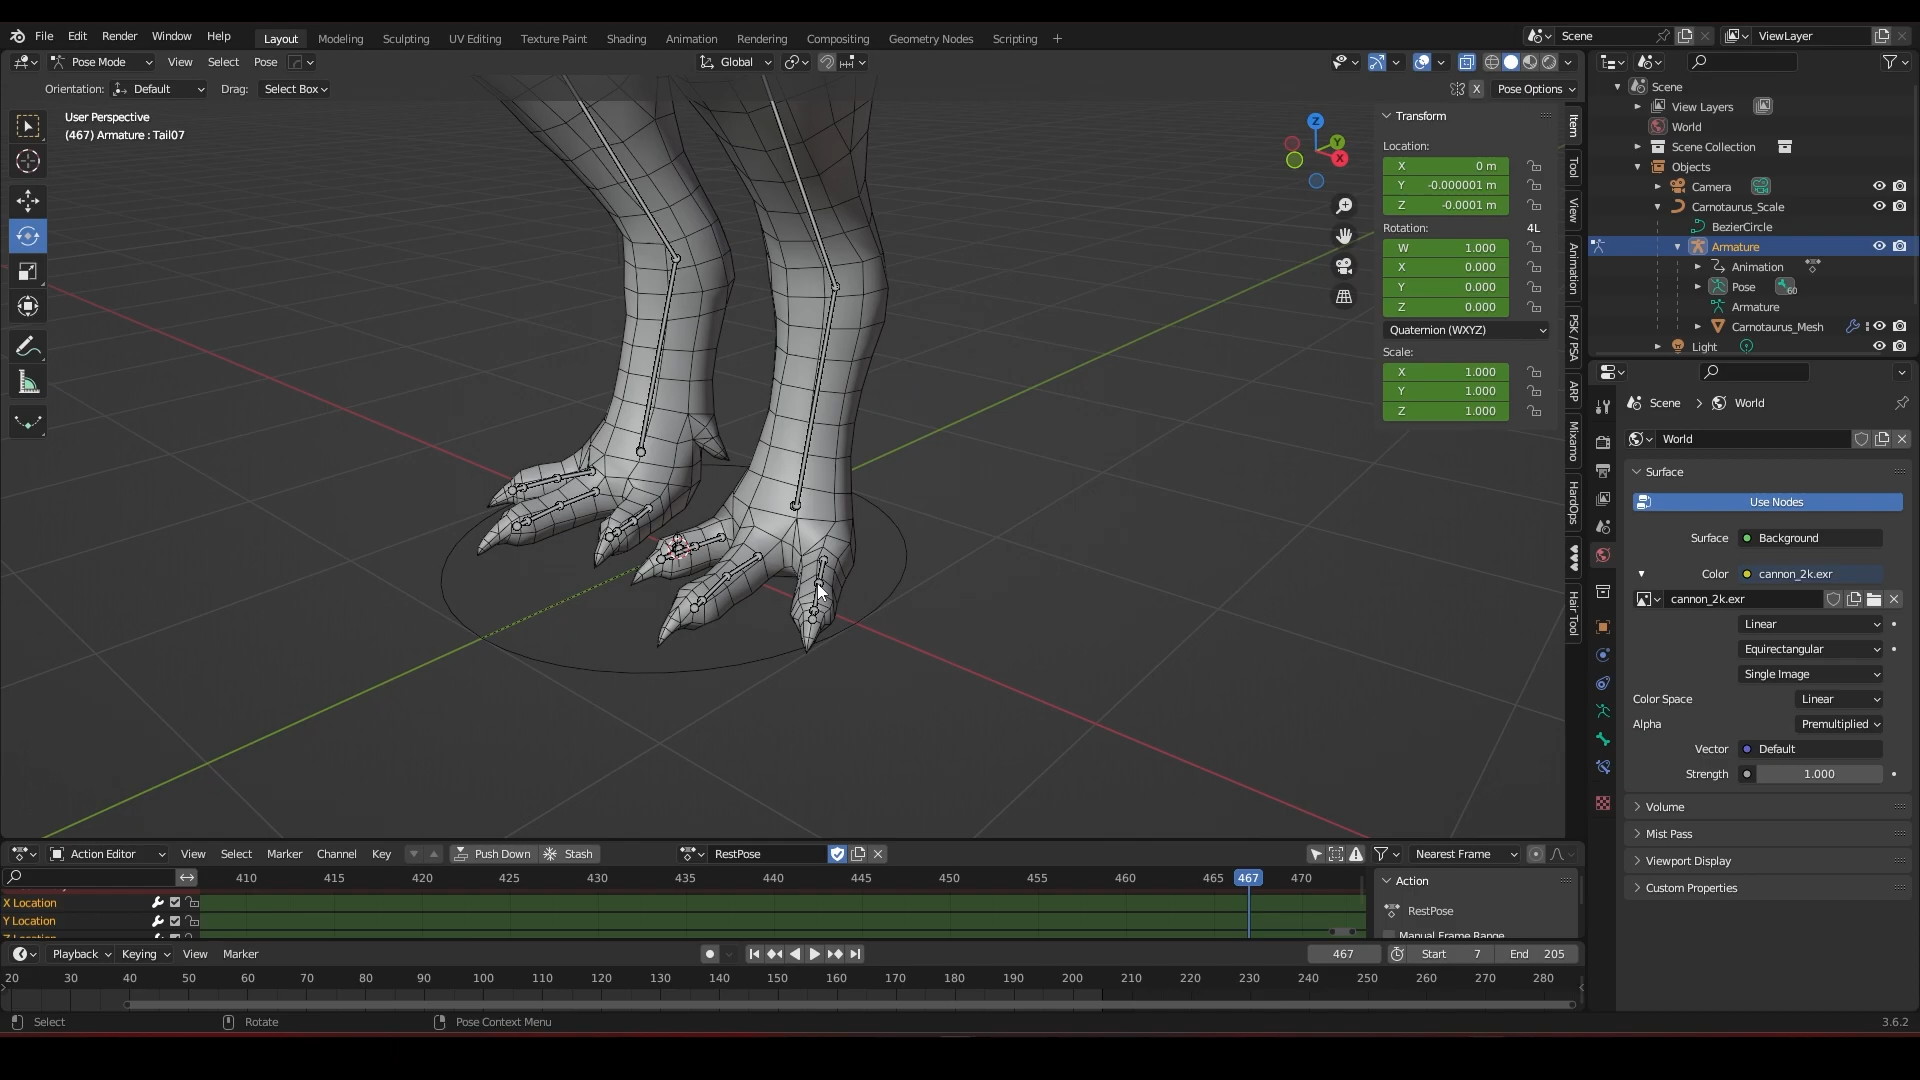 File Edit Render Window Help Layout Modeling Sculpting UV Editing Texture Paint Shading Animation Rendering Compositing Geometry Nodes Scripting + Scene ViewLayer
Pose Mode View Select Pose Global
Orientation: Default Drag: Select Box X Pose Options
User Perspective
(467) Armature : Tail07
Z
Y
X
Transform
Location:
X 0 m
Y -0.000001 m
Z -0.0001 m
Rotation: 4L
W 1.000
X 0.000
Y 0.000
Z 0.000
Quaternion (WXYZ)
Scale:
X 1.000
Y 1.000
Z 1.000
Item
Tool
View
Animation
PSK / PSA
ARP
Mixamo
HardOps
♥♥♥
Hair Tool
Scene
View Layers
World
Scene Collection
Objects
Camera
Carnotaurus_Scale
BezierCircle
Armature
Animation
Pose 60
Armature
Carnotaurus_Mesh
Light
Scene > World
World
Surface
Use Nodes
Surface Background
Color cannon_2k.exr
cannon_2k.exr
Linear
Equirectangular
Single Image
Color Space Linear
Alpha Premultiplied
Vector Default
Strength 1.000
Volume
Mist Pass
Viewport Display
Custom Properties
Action Editor View Select Marker Channel Key Push Down Stash RestPose Nearest Frame
410 415 420 425 430 435 440 445 450 455 460 465 467 470
X Location
Y Location
Z Location
Action
RestPose
Manual Frame Range
Playback Keying View Marker 467 Start 7 End 205
20 30 40 50 60 70 80 90 100 110 120 130 140 150 160 170 180 190 200 210 220 230 240 250 260 270 280
Select Rotate Pose Context Menu 3.6.2